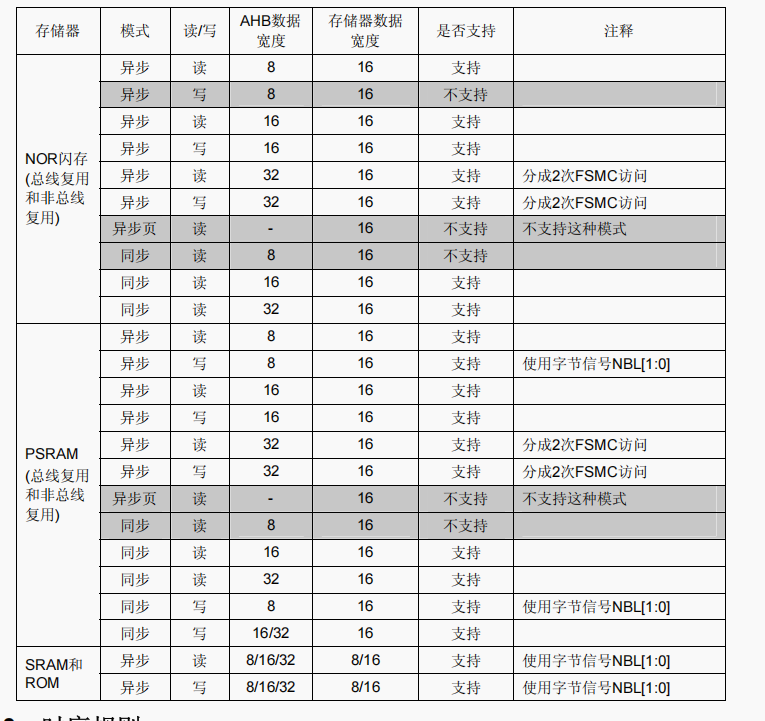 存储器 模式 读/写 AHB数据宽度 存储器数据宽度 是否支持 注释
NOR闪存
(总线复用
和非总线
复用)
异步 读 8 16 支持
异步 写 8 16 不支持
异步 读 16 16 支持
异步 写 16 16 支持
异步 读 32 16 支持 分成2次FSMC访问
异步 写 32 16 支持 分成2次FSMC访问
异步页 读 - 16 不支持 不支持这种模式
同步 读 8 16 不支持
同步 读 16 16 支持
同步 读 32 16 支持
PSRAM
(总线复用
和非总线
复用)
异步 读 8 16 支持
异步 写 8 16 支持 使用字节信号NBL[1:0]
异步 读 16 16 支持
异步 写 16 16 支持
异步 读 32 16 支持 分成2次FSMC访问
异步 写 32 16 支持 分成2次FSMC访问
异步页 读 - 16 不支持 不支持这种模式
同步 读 8 16 不支持
同步 读 16 16 支持
同步 读 32 16 支持
同步 写 8 16 支持 使用字节信号NBL[1:0]
同步 写 16/32 16 支持
SRAM和
ROM
异步 读 8/16/32 8/16 支持 使用字节信号NBL[1:0]
异步 写 8/16/32 8/16 支持 使用字节信号NBL[1:0]